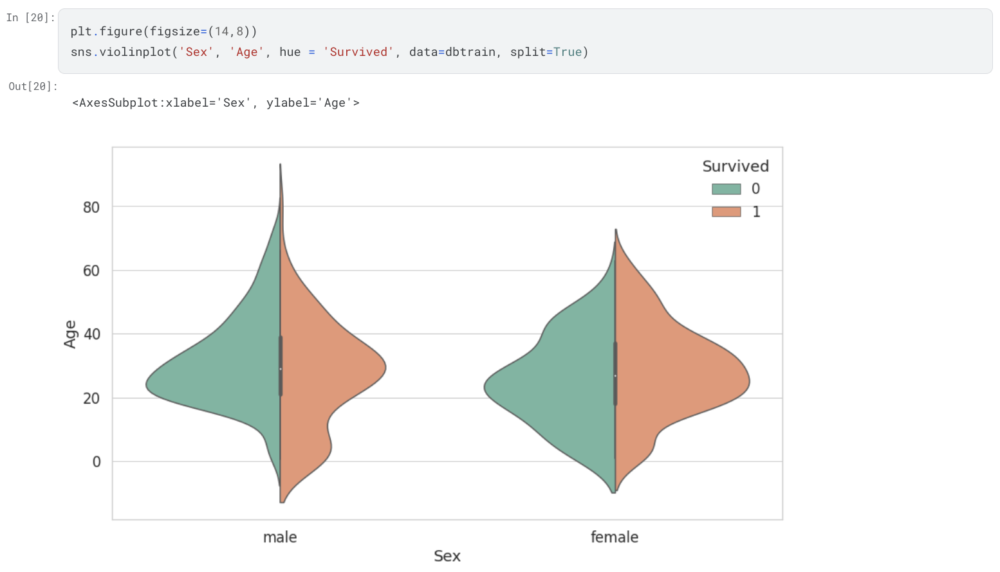 In [20]:
plt.figure(figsize=(14,8))
sns.violinplot('Sex', 'Age', hue = 'Survived', data=dbtrain, split=True)
Out[20]:
<AxesSubplot:xlabel='Sex', ylabel='Age'>
Survived
0
1
80
60
40
20
0
Age
male
female
Sex